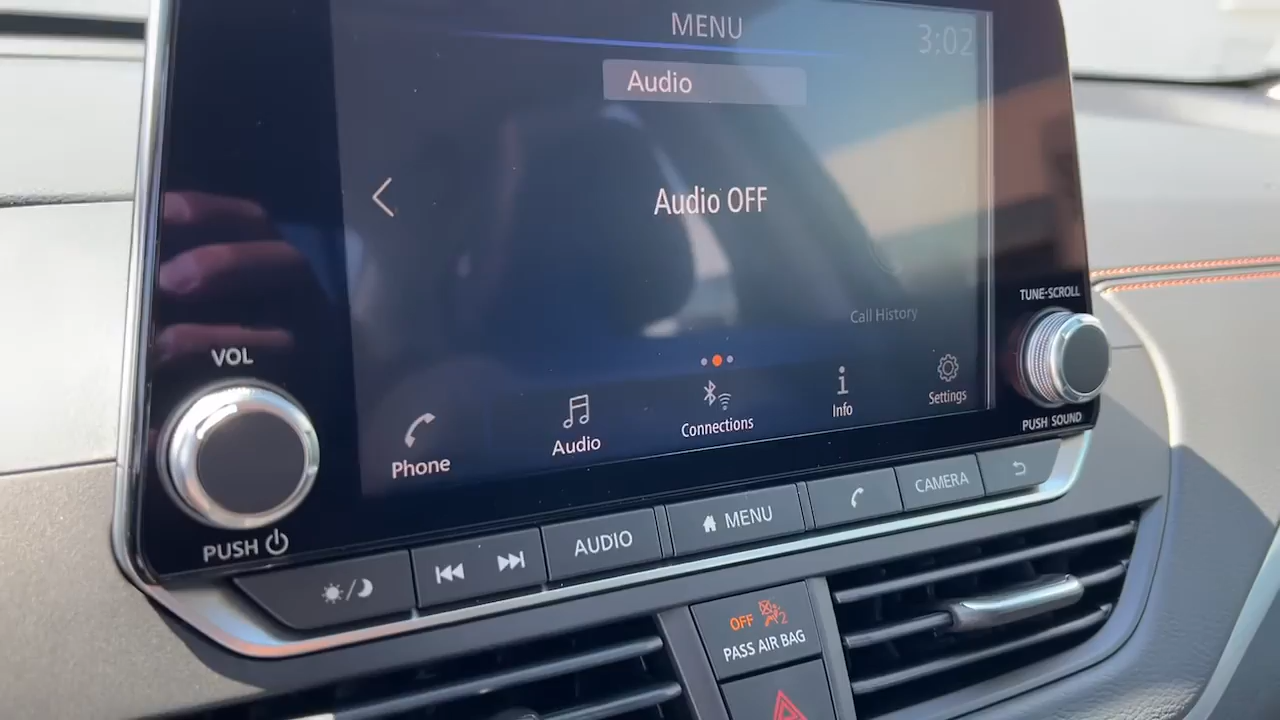 MENU
3:02
Audio
Audio OFF
Call History
Phone
Audio
Connections
Info
Settings
VOL
PUSH
TUNE·SCROLL
PUSH SOUND
AUDIO
MENU
CAMERA
OFF 2
PASS AIR BAG